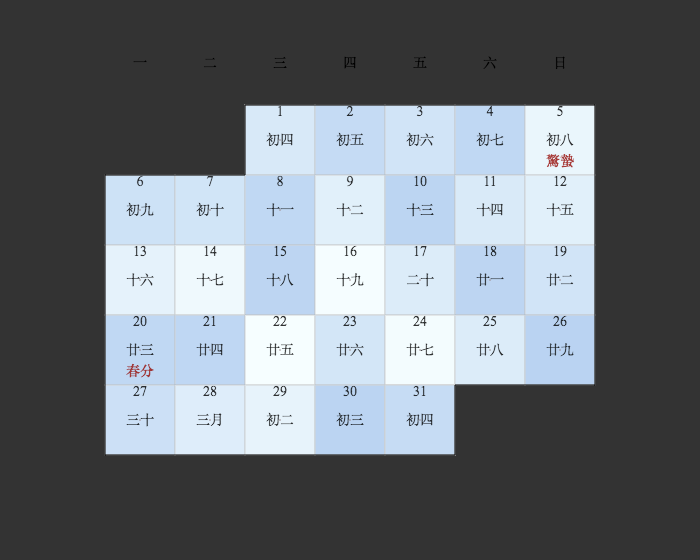 一 二 三 四 五 六 日
1 2 3 4 5
初四 初五 初六 初七 初八
驚蟄
6 7 8 9 10 11 12
初九 初十 十一 十二 十三 十四 十五
13 14 15 16 17 18 19
十六 十七 十八 十九 二十 廿一 廿二
20 21 22 23 24 25 26
廿三 廿四 廿五 廿六 廿七 廿八 廿九
春分
27 28 29 30 31
三十 三月 初二 初三 初四